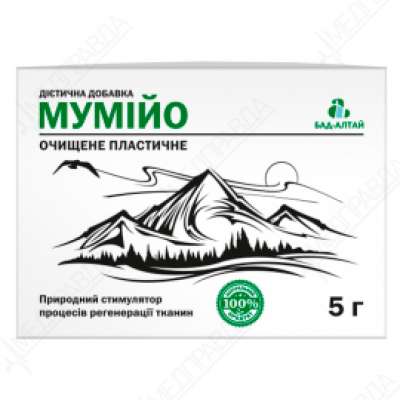 ДІЄТИЧНА ДОБАВКА
МУМІЙО
ОЧИЩЕНЕ ПЛАСТИЧНЕ
БАД-АЛТАЙ
Природний стимулятор
процесів регенерації тканин
100%
5 г